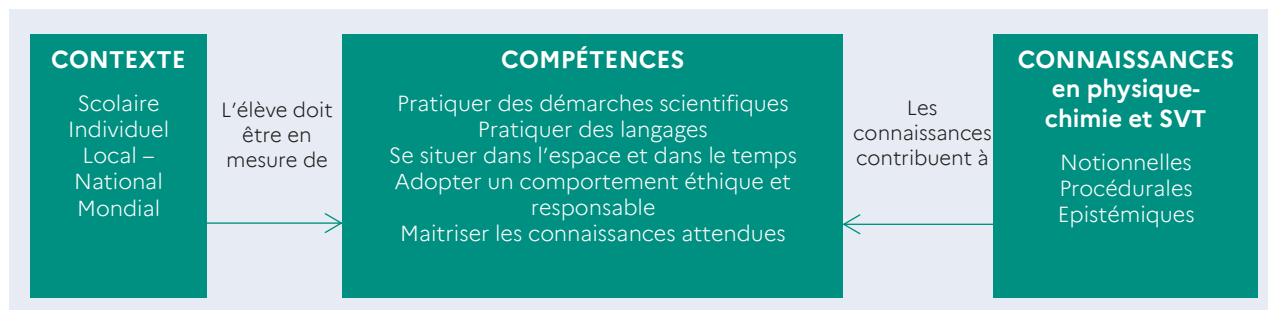 CONTEXTE
Scolaire
Individuel
Local –
National
Mondial
L’élève doit
être en
mesure de
COMPÉTENCES
Pratiquer des démarches scientifiques
Pratiquer des langages
Se situer dans l’espace et dans le temps
Adopter un comportement éthique et
responsable
Maitriser les connaissances attendues
Les
connaissances
contribuent à
CONNAISSANCES
en physique-
chimie et SVT
Notionnelles
Procédurales
Epistémiques